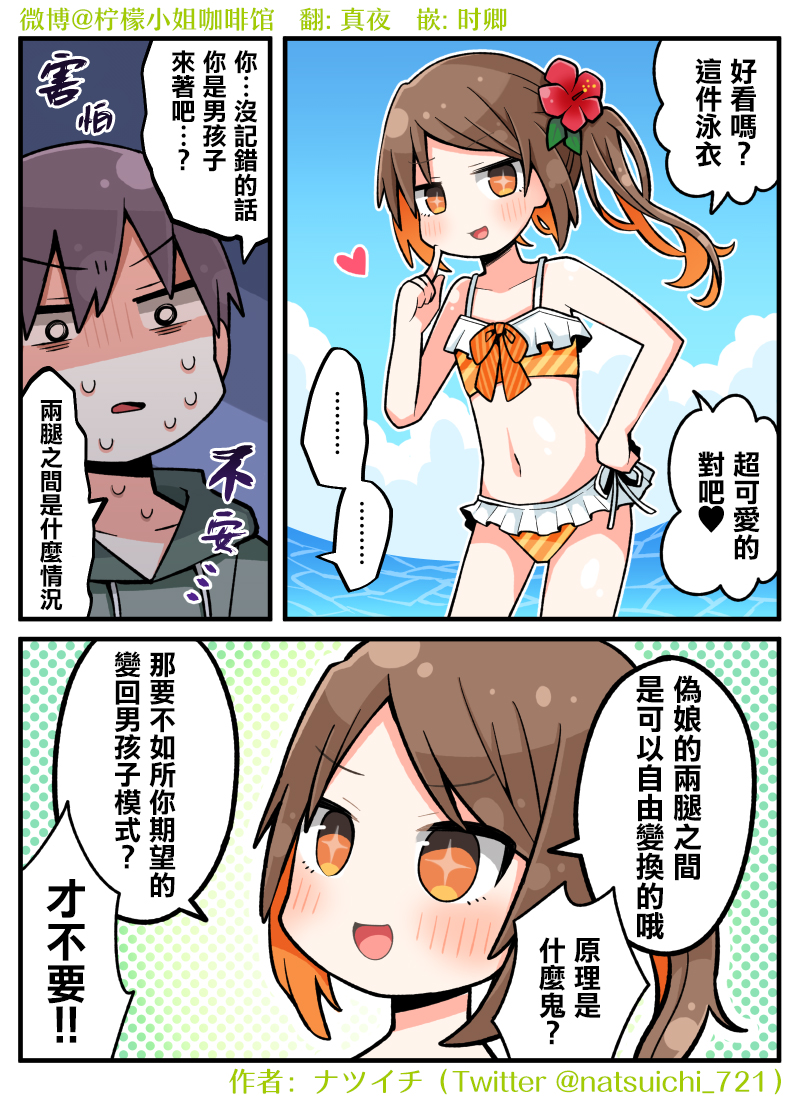 微博@柠檬小姐咖啡馆　翻: 真夜　嵌: 时卿
好看嗎？
這件泳衣
超可愛的
對吧♥
………
………
你…沒記錯的話
你是男孩子
來著吧…？
害怕
不安…
兩腿之間是什麼情況
偽娘的兩腿之間
是可以自由變換的哦
原理是
什麼鬼？
那要不如所你期望的
變回男孩子模式？
才不要!!
作者：ナツイチ（Twitter @natsuichi_721）